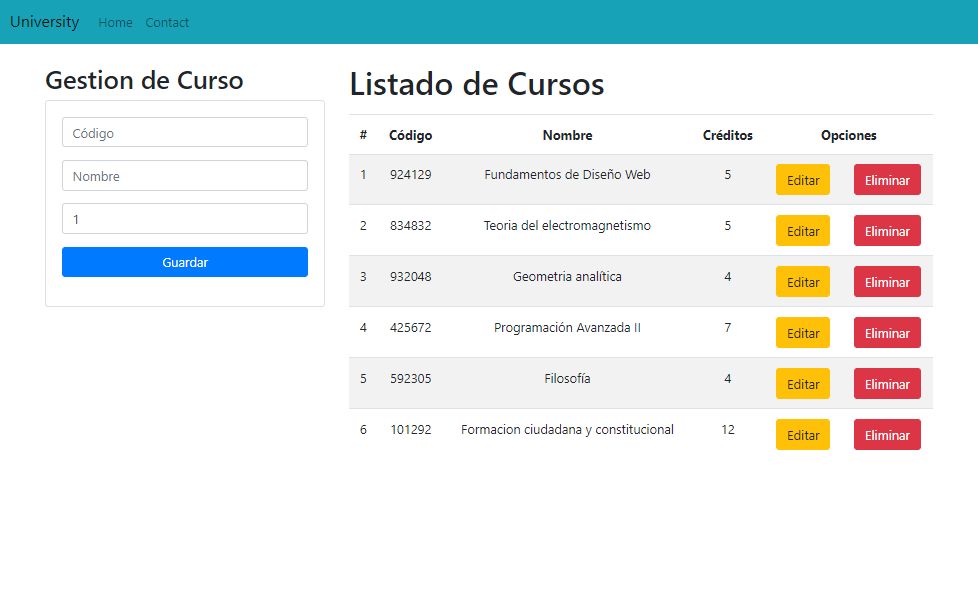 University Home Contact
Gestion de Curso
Código
Nombre
1
Guardar
Listado de Cursos
# Código Nombre Créditos Opciones
1 924129 Fundamentos de Diseño Web 5 Editar Eliminar
2 834832 Teoria del electromagnetismo 5 Editar Eliminar
3 932048 Geometria analítica 4 Editar Eliminar
4 425672 Programación Avanzada II 7 Editar Eliminar
5 592305 Filosofía 4 Editar Eliminar
6 101292 Formacion ciudadana y constitucional 12 Editar Eliminar